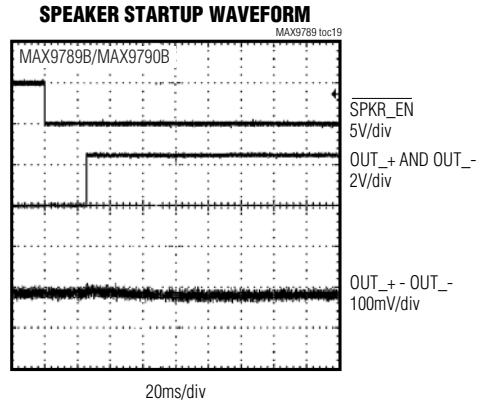 SPEAKER STARTUP WAVEFORM
MAX9789 toc19
MAX9789B/MAX9790B
SPKR_EN
5V/div
OUT_+ AND OUT_-
2V/div
OUT_+ - OUT_-
100mV/div
20ms/div